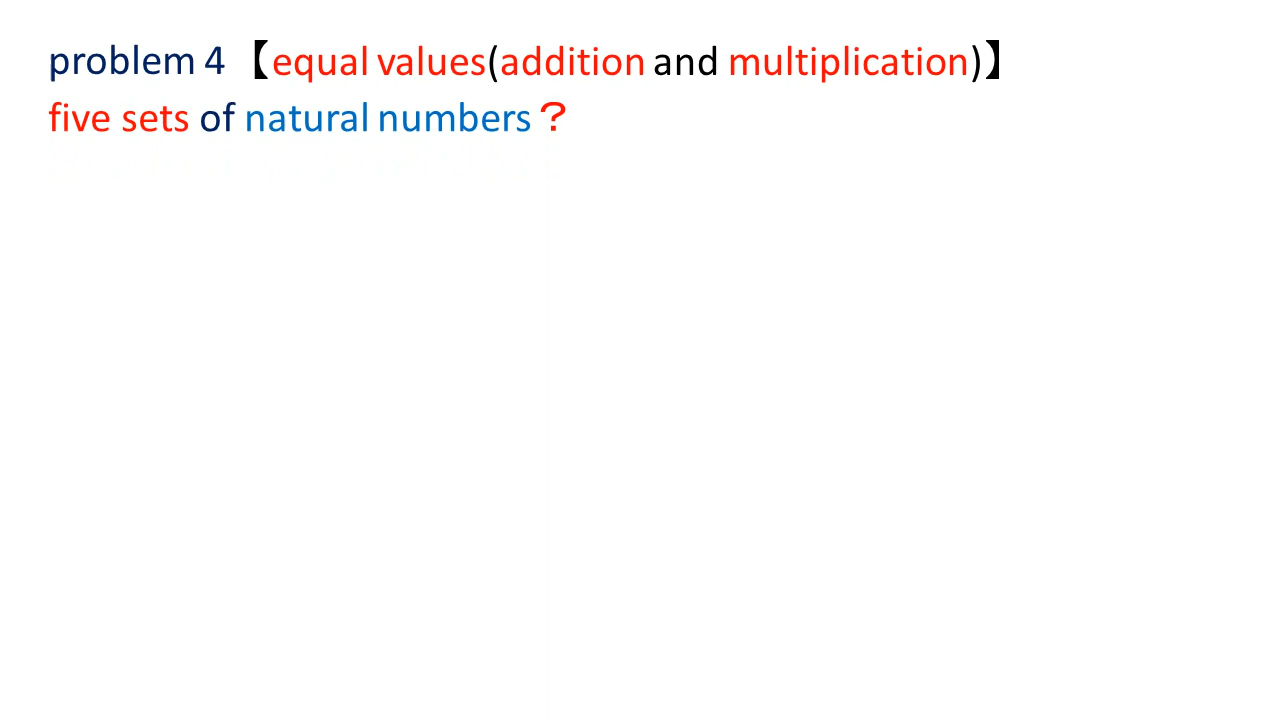 problem 4【equal values(addition and multiplication)】
five sets of natural numbers？